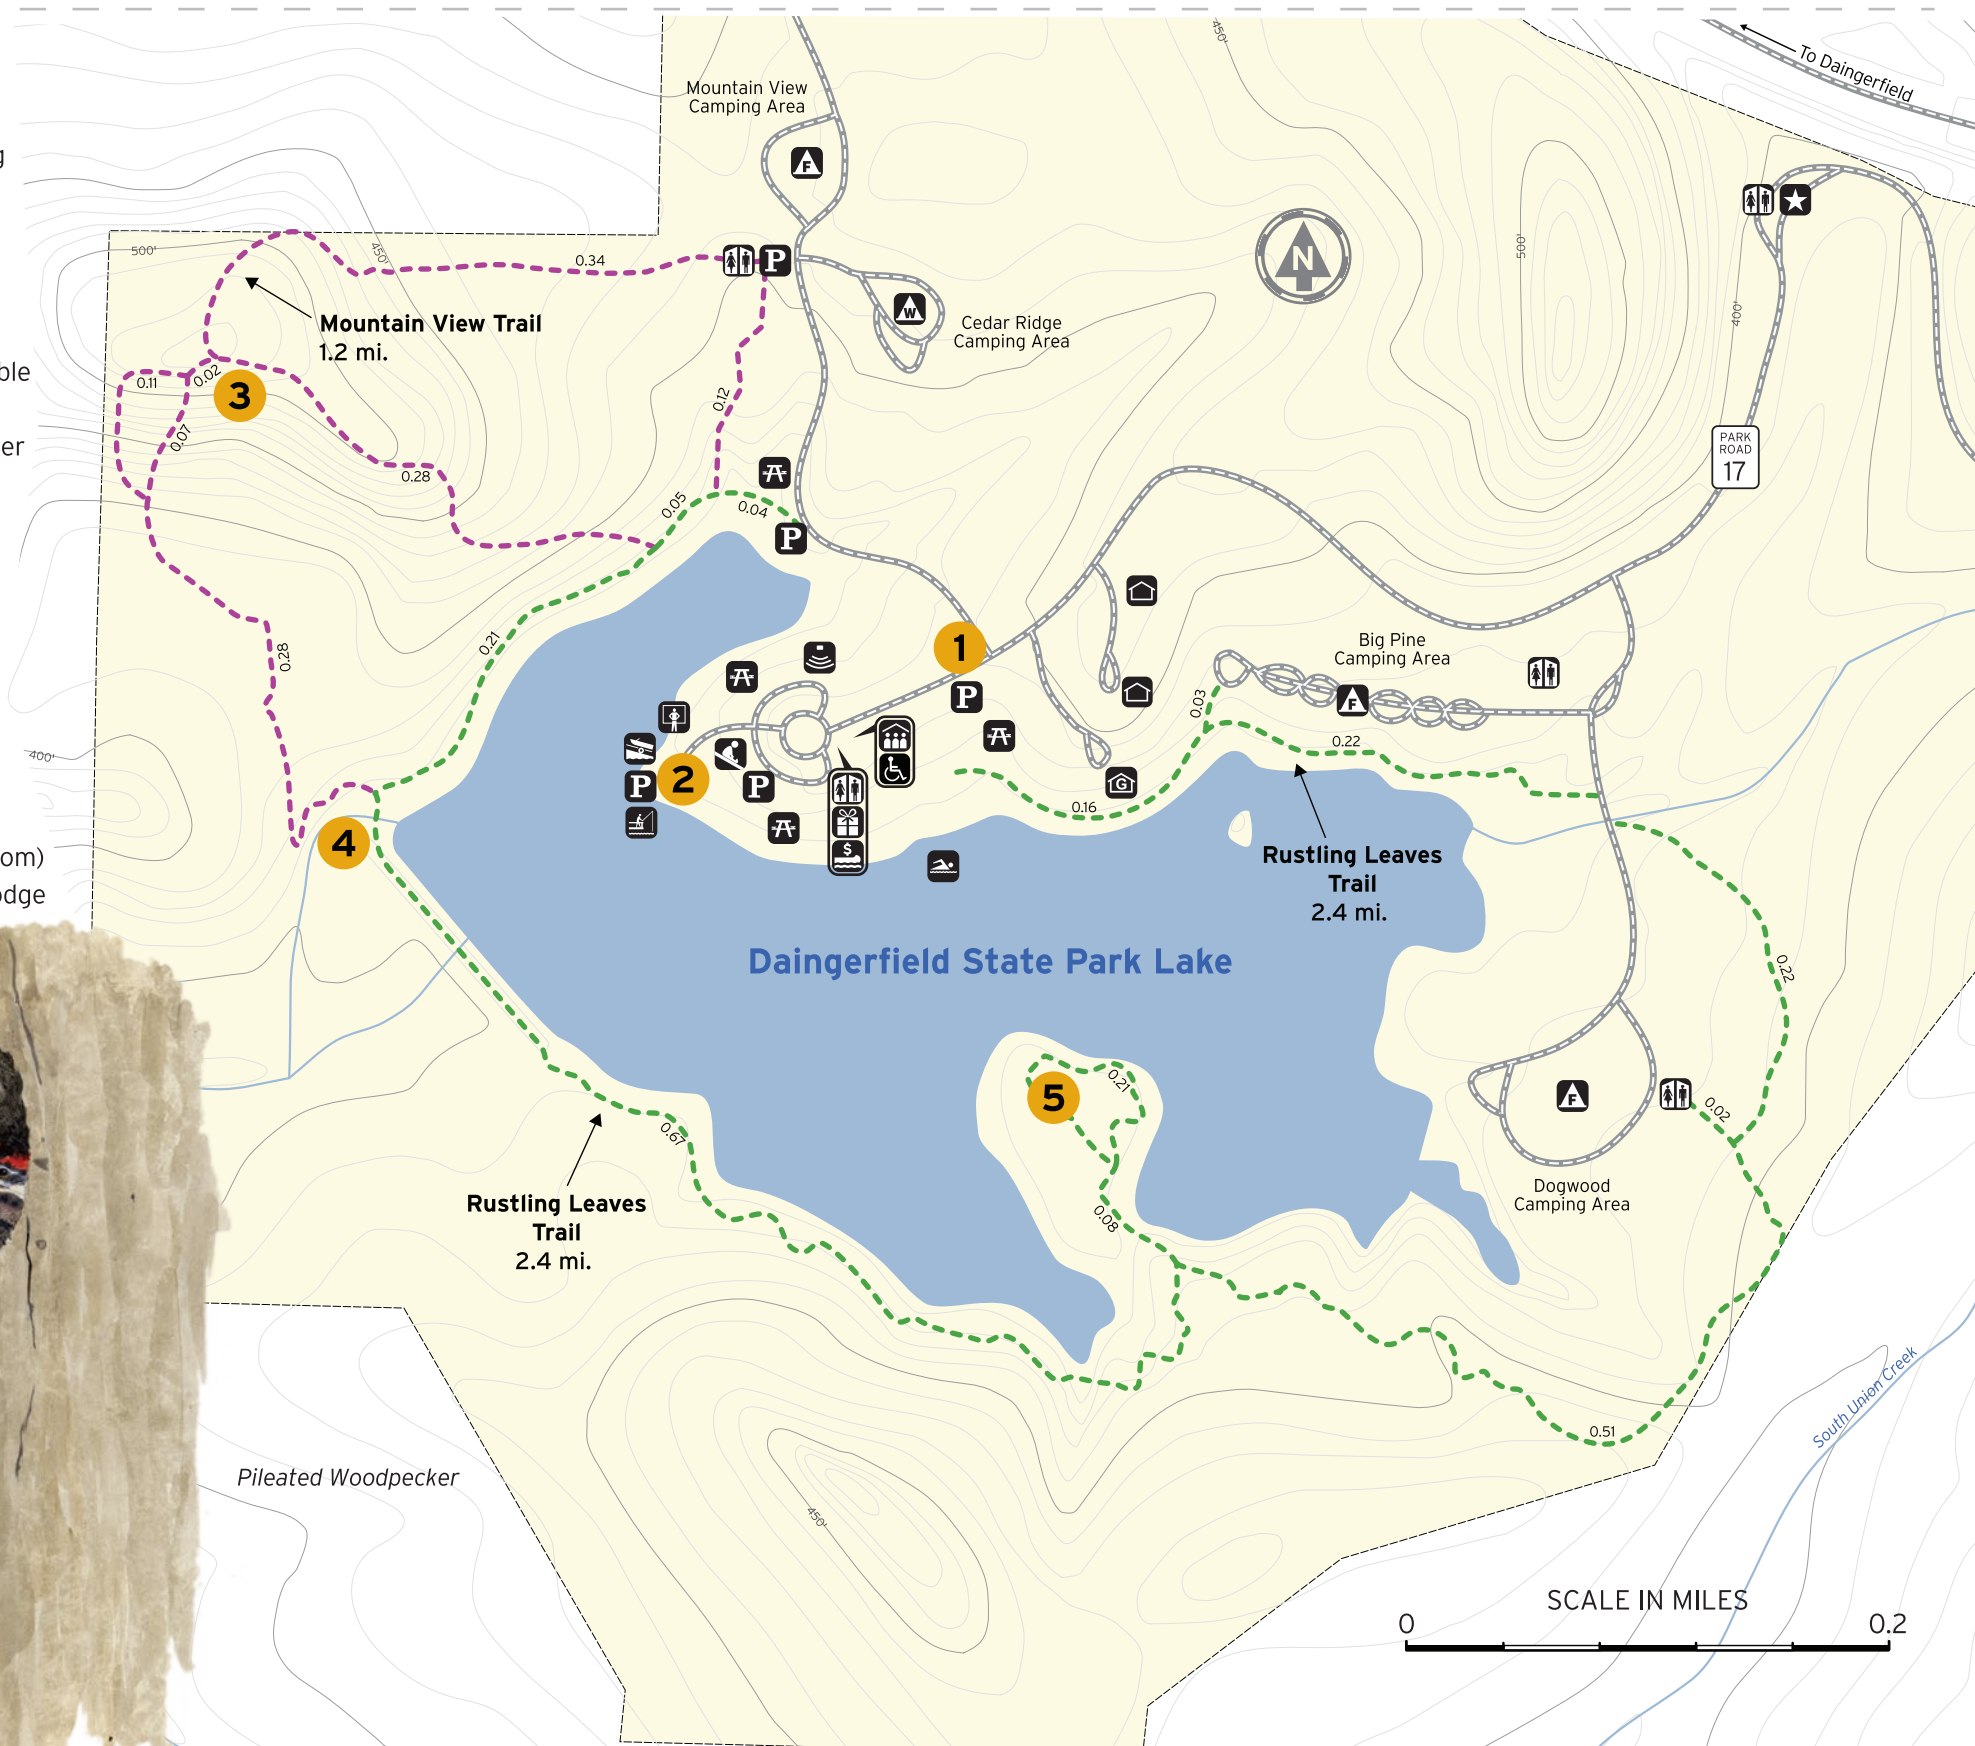 To Daingerfield
450'
Mountain View
Camping Area
g
F
500'
450'
0.34
P
N
500'
400'
Mountain View Trail
1.2 mi.
W
Cedar Ridge
Camping Area
ble
0.11
0.02
3
0.12
0.07
er
PARK
ROAD
17
0.28
0.05
0.04
P
0.21
0.28
1
Big Pine
Camping Area
P
0.03
F
0.22
400'
P
2
P
G
0.16
4
$
Rustling Leaves
Trail
2.4 mi.
om)
odge
Daingerfield State Park Lake
0.22
0.21
5
F
0.02
0.67
Rustling Leaves
Trail
2.4 mi.
0.08
Dogwood
Camping Area
South Union Creek
0.51
Pileated Woodpecker
450'
SCALE IN MILES
0 0.2